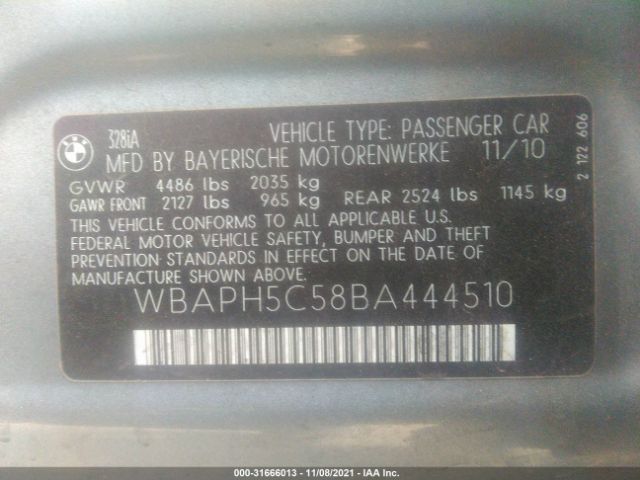 BMW
328iA
VEHICLE TYPE: PASSENGER CAR
MFD BY BAYERISCHE MOTORENWERKE 11/10
GVWR 4486 lbs 2035 kg
GAWR FRONT 2127 lbs 965 kg REAR 2524 lbs 1145 kg
THIS VEHICLE CONFORMS TO ALL APPLICABLE U.S.
FEDERAL MOTOR VEHICLE SAFETY, BUMPER AND THEFT
PREVENTION STANDARDS IN EFFECT ON THE DATE OF
MANUFACTURE SHOWN ABOVE.
WBAPH5C58BA444510
2 122 606
000-31666013 - 11/08/2021 - IAA Inc.